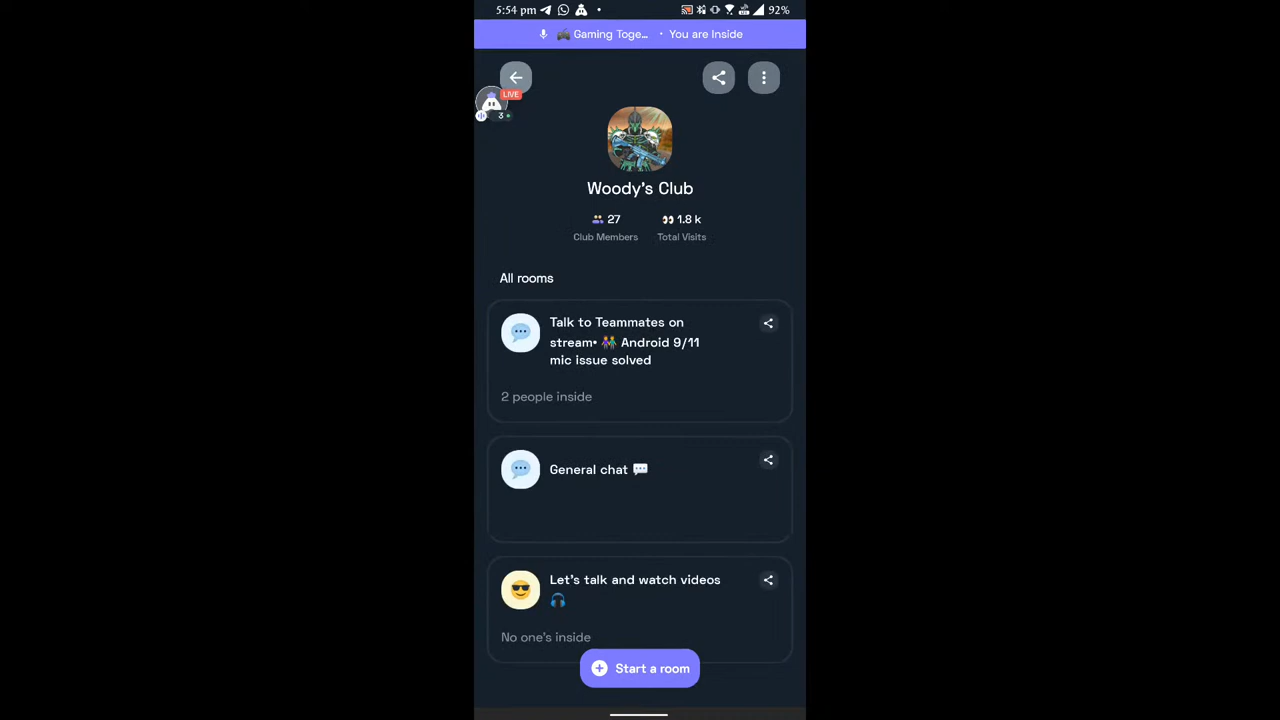 5:54 pm 92%
🎮 Gaming Toge... • You are Inside
LIVE
3
Woody's Club
27 1.8 k
Club Members Total Visits
All rooms
Talk to Teammates on
stream• 👫 Android 9/11
mic issue solved
2 people inside
General chat 💬
Let's talk and watch videos
🎧
No one's inside
Start a room